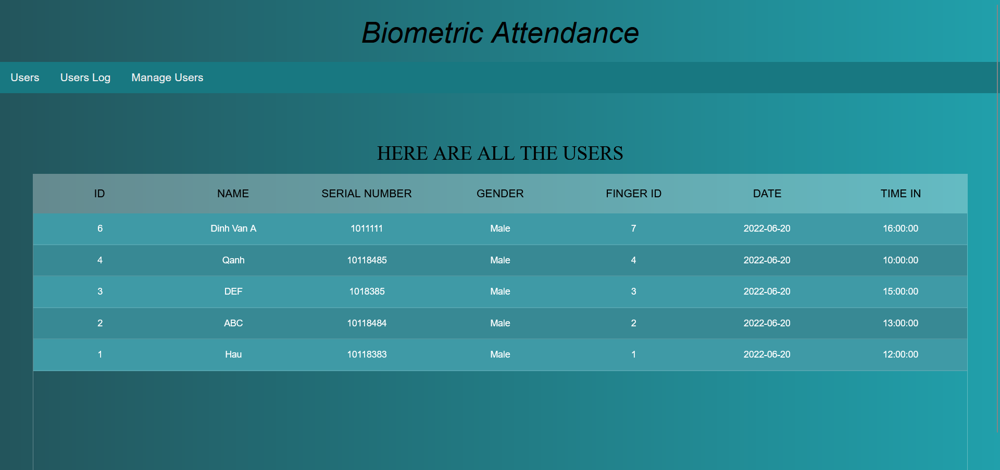 Biometric Attendance
Users Users Log Manage Users
HERE ARE ALL THE USERS
ID NAME SERIAL NUMBER GENDER FINGER ID DATE TIME IN
6 Dinh Van A 1011111 Male 7 2022-06-20 16:00:00
4 Qanh 10118485 Male 4 2022-06-20 10:00:00
3 DEF 1018385 Male 3 2022-06-20 15:00:00
2 ABC 10118484 Male 2 2022-06-20 13:00:00
1 Hau 10118383 Male 1 2022-06-20 12:00:00